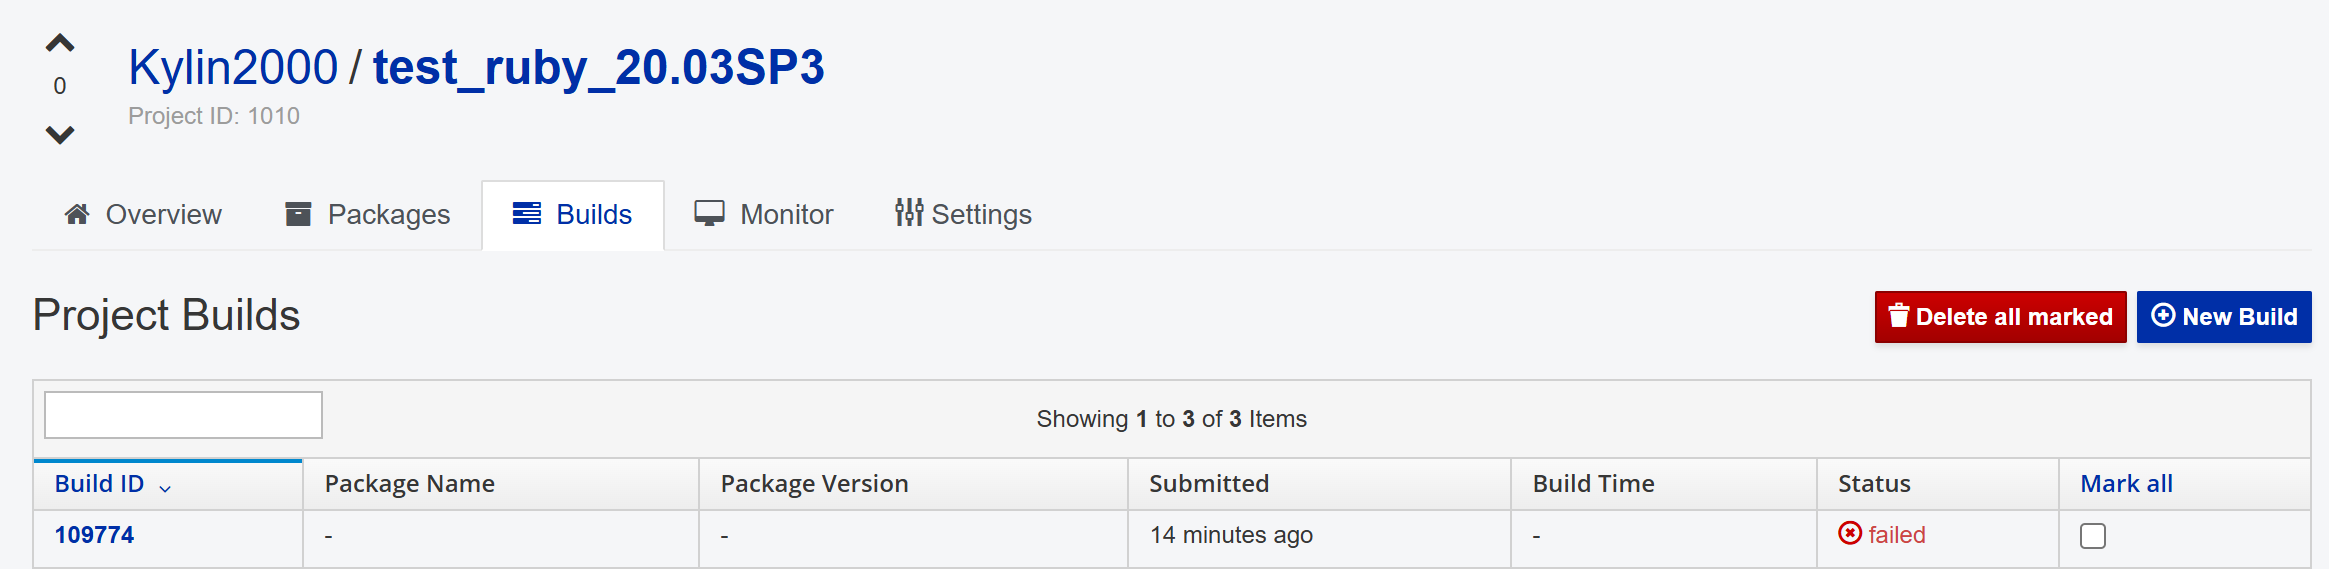 Kylin2000 / test_ruby_20.03SP3
0
Project ID: 1010
Overview Packages Builds Monitor Settings
Project Builds
Delete all marked New Build
Showing 1 to 3 of 3 Items
Build ID Package Name Package Version Submitted Build Time Status Mark all
109774 - - 14 minutes ago - failed